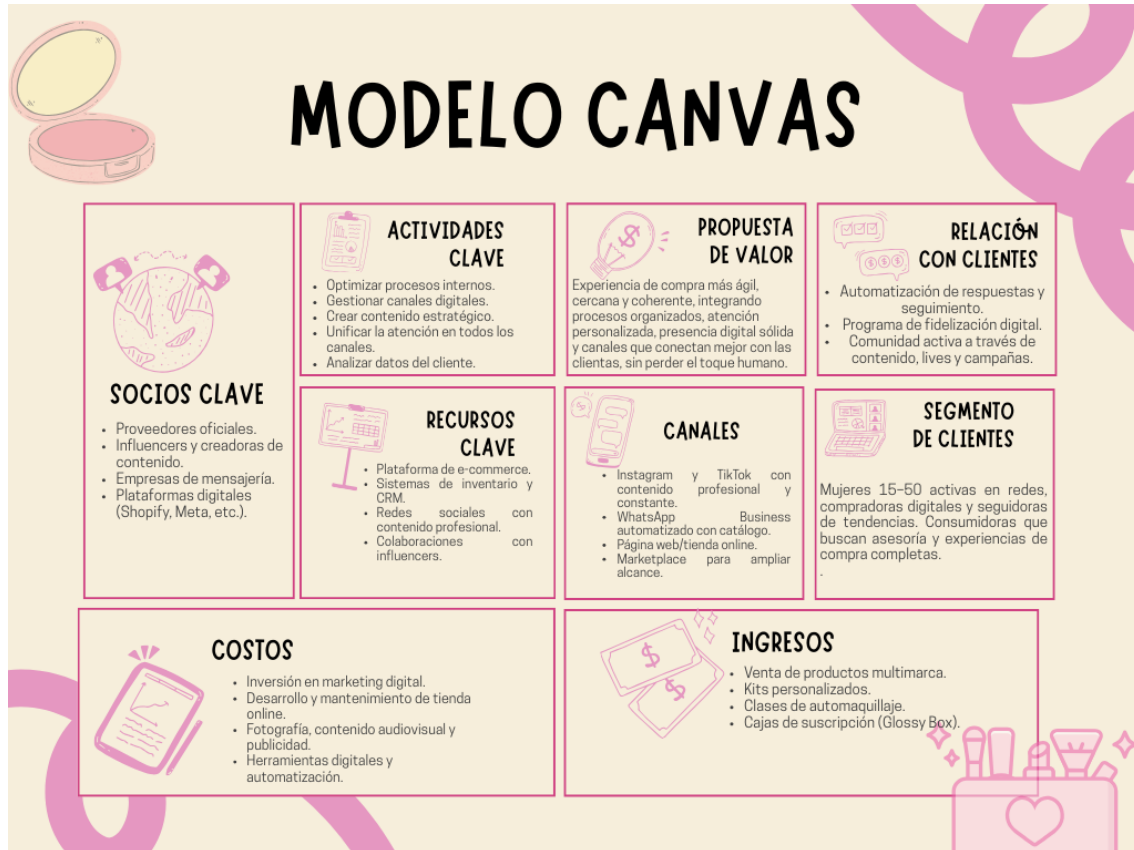 MODELO CANVAS
SOCIOS CLAVE
• Proveedores oficiales.
• Influencers y creadoras de
contenido.
• Empresas de mensajería.
• Plataformas digitales
(Shopify, Meta, etc.).
ACTIVIDADES
CLAVE
• Optimizar procesos internos.
• Gestionar canales digitales.
• Crear contenido estratégico.
• Unificar la atención en todos los
canales.
• Analizar datos del cliente.
PROPUESTA
DE VALOR
Experiencia de compra más ágil,
cercana y coherente, integrando
procesos organizados, atención
personalizada, presencia digital sólida
y canales que conectan mejor con las
clientas, sin perder el toque humano.
RELACIÓN
CON CLIENTES
• Automatización de respuestas y
seguimiento.
• Programa de fidelización digital.
• Comunidad activa a través de
contenido, lives y campañas.
RECURSOS
CLAVE
• Plataforma de e-commerce.
• Sistemas de inventario y
CRM.
• Redes sociales con
contenido profesional.
• Colaboraciones con
influencers.
CANALES
• Instagram y TikTok con
contenido profesional y
constante.
• WhatsApp Business
automatizado con catálogo.
• Página web/tienda online.
• Marketplace para ampliar
alcance.
SEGMENTO
DE CLIENTES
Mujeres 15–50 activas en redes,
compradoras digitales y seguidoras
de tendencias. Consumidoras que
buscan asesoría y experiencias de
compra completas.
.
COSTOS
• Inversión en marketing digital.
• Desarrollo y mantenimiento de tienda
online.
• Fotografía, contenido audiovisual y
publicidad.
• Herramientas digitales y
automatización.
INGRESOS
• Venta de productos multimarca.
• Kits personalizados.
• Clases de automaquillaje.
• Cajas de suscripción (Glossy Box).